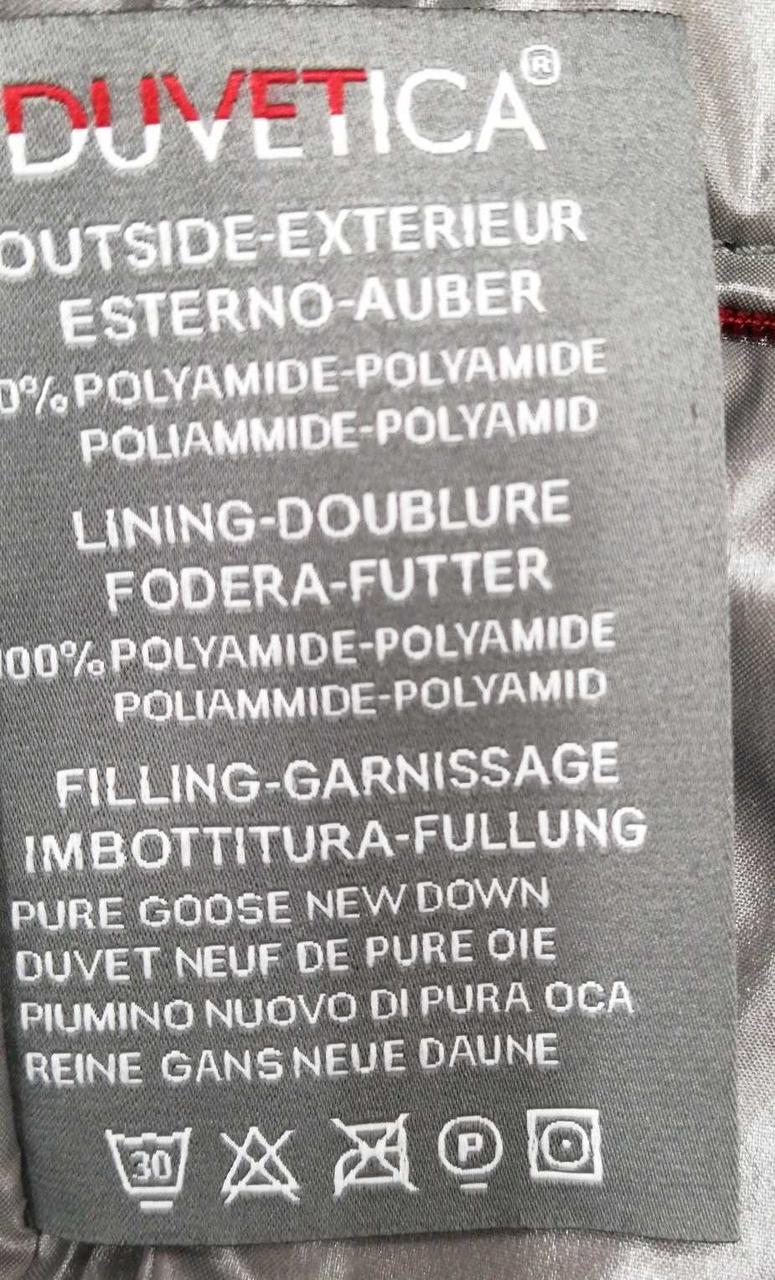 DUVETICA®
OUTSIDE-EXTERIEUR
ESTERNO-AUBER
0% POLYAMIDE-POLYAMIDE
POLIAMMIDE-POLYAMID
LINING-DOUBLURE
FODERA-FUTTER
100% POLYAMIDE-POLYAMIDE
POLIAMMIDE-POLYAMID
FILLING-GARNISSAGE
IMBOTTITURA-FULLUNG
PURE GOOSE NEW DOWN
DUVET NEUF DE PURE OIE
PIUMINO NUOVO DI PURA OCA
REINE GANS NEUE DAUNE
30 P